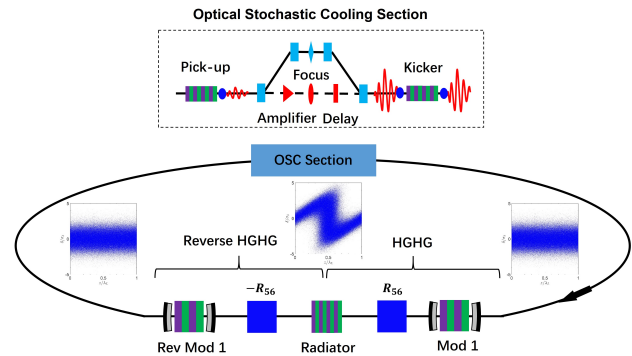 Optical Stochastic Cooling Section
Pick-up
Focus
Kicker
Amplifier Delay
OSC Section
Reverse HGHG
HGHG
−R56
R56
Rev Mod 1
Radiator
Mod 1